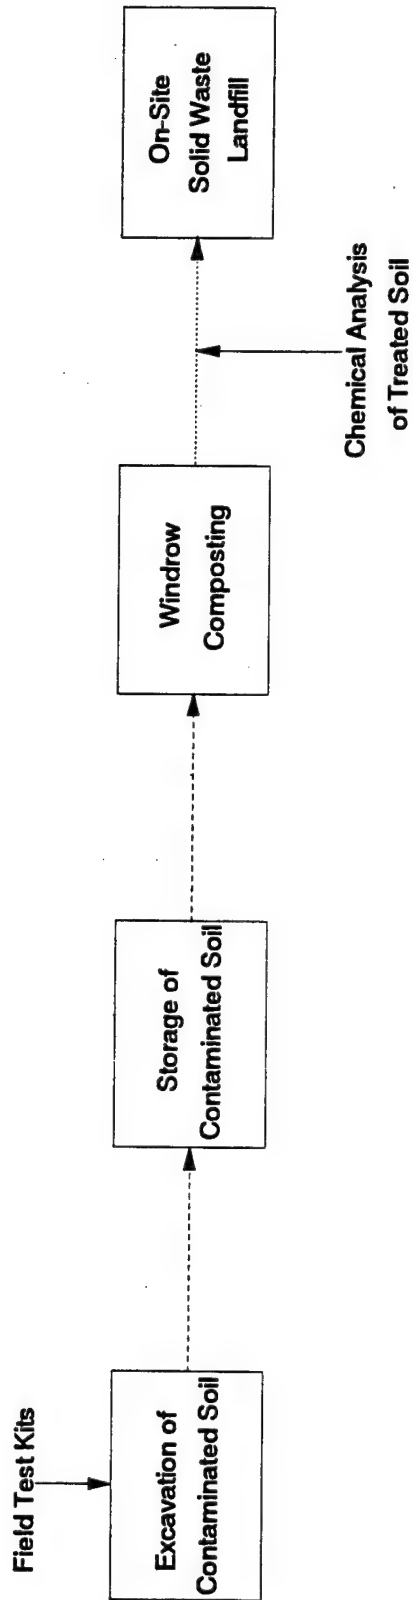 Field Test Kits
Excavation of
Contaminated Soil
Storage of
Contaminated Soil
Windrow
Composting
Chemical Analysis
of Treated Soil
On-Site
Solid Waste
Landfill